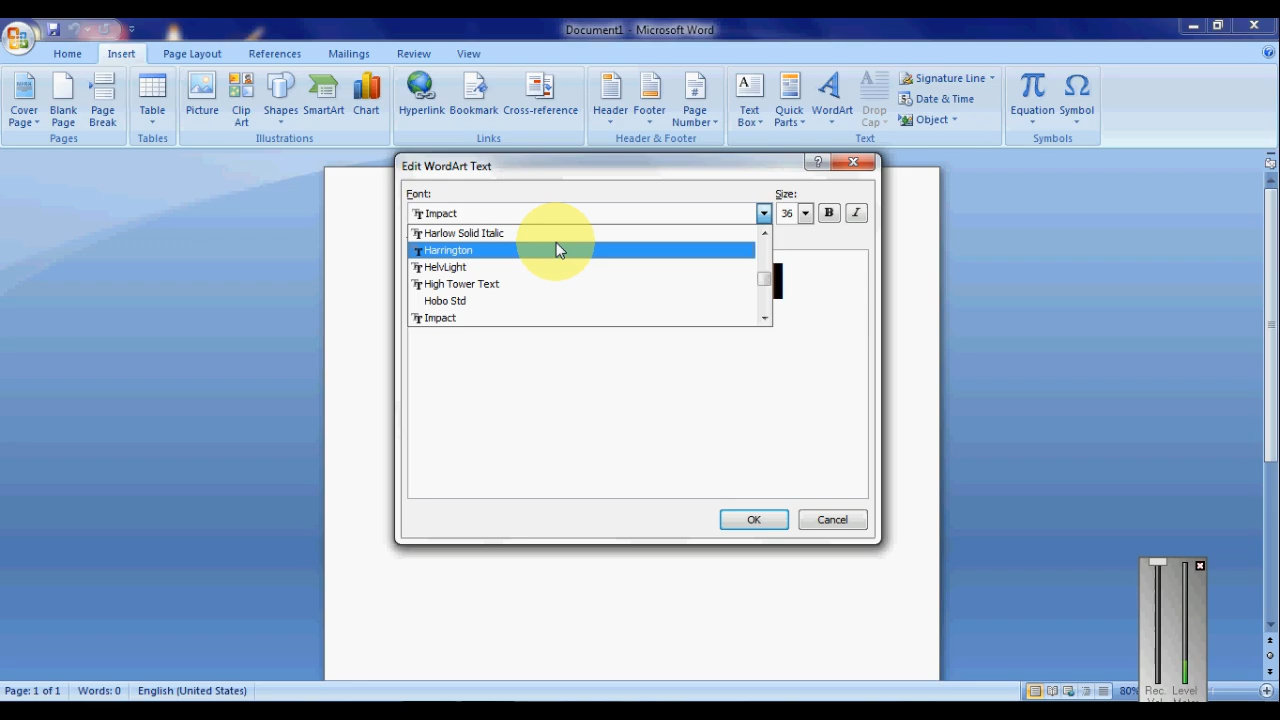 Document1 - Microsoft Word
Home Insert Page Layout References Mailings Review View
Cover Page Blank Page Page Break Table Picture Clip Art Shapes SmartArt Chart Hyperlink Bookmark Cross-reference Header Footer Page Number Text Box Quick Parts WordArt Drop Cap Signature Line Date & Time Object Equation Symbol
Pages Tables Illustrations Links Header & Footer Text Symbols
Edit WordArt Text
Font: Size:
Impact 36 B I
Harlow Solid Italic
Harrington
HelvLight
High Tower Text
Hobo Std
Impact
OK Cancel
Page: 1 of 1 Words: 0 English (United States) 80%
Rec. Level